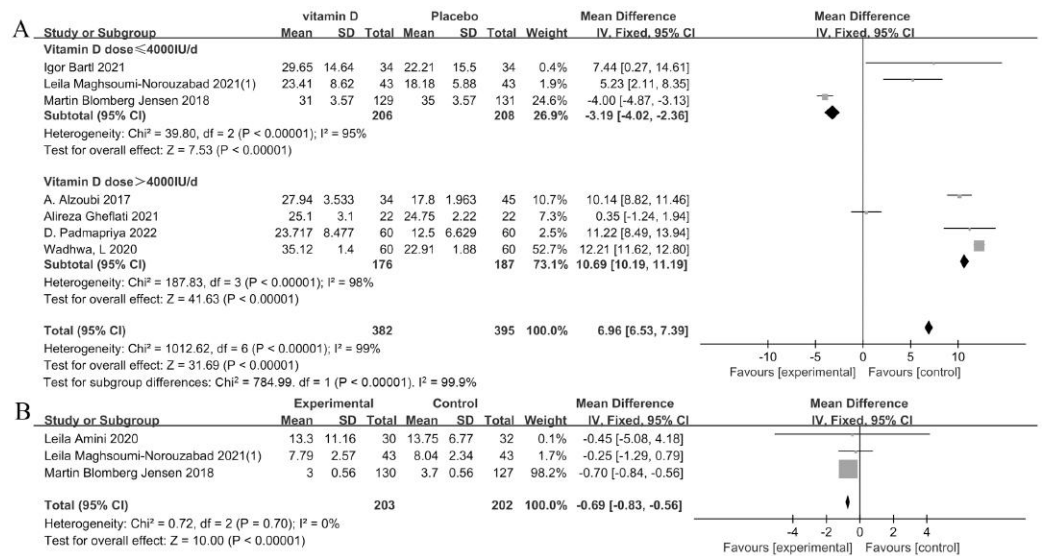 A
vitamin D Placebo Mean Difference Mean Difference
Study or Subgroup Mean SD Total Mean SD Total Weight IV, Fixed, 95% CI IV, Fixed, 95% CI
Vitamin D dose≤4000IU/d
Igor Bartl 2021 29.65 14.64 34 22.21 15.5 34 0.4% 7.44 [0.27, 14.61]
Leila Maghsoumi-Norouzabad 2021(1) 23.41 8.62 43 18.18 5.88 43 1.9% 5.23 [2.11, 8.35]
Martin Blomberg Jensen 2018 31 3.57 129 35 3.57 131 24.6% -4.00 [-4.87, -3.13]
Subtotal (95% CI) 206 208 26.9% -3.19 [-4.02, -2.36]
Heterogeneity: Chi² = 39.80, df = 2 (P < 0.00001); I² = 95%
Test for overall effect: Z = 7.53 (P < 0.00001)
Vitamin D dose>4000IU/d
A. Alzoubi 2017 27.94 3.533 34 17.8 1.963 45 10.7% 10.14 [8.82, 11.46]
Alireza Gheflati 2021 25.1 3.1 22 24.75 2.22 22 7.3% 0.35 [-1.24, 1.94]
D. Padmapriya 2022 23.717 8.477 60 12.5 6.629 60 2.5% 11.22 [8.49, 13.94]
Wadhwa, L 2020 35.12 1.4 60 22.91 1.88 60 52.7% 12.21 [11.62, 12.80]
Subtotal (95% CI) 176 187 73.1% 10.69 [10.19, 11.19]
Heterogeneity: Chi² = 187.83, df = 3 (P < 0.00001); I² = 98%
Test for overall effect: Z = 41.63 (P < 0.00001)
Total (95% CI) 382 395 100.0% 6.96 [6.53, 7.39]
Heterogeneity: Chi² = 1012.62, df = 6 (P < 0.00001); I² = 99%
Test for overall effect: Z = 31.69 (P < 0.00001)
Test for subgroup differences: Chi² = 784.99. df = 1 (P < 0.00001). I² = 99.9%
-10 -5 0 5 10
Favours [experimental] Favours [control]
B
Experimental Control Mean Difference Mean Difference
Study or Subgroup Mean SD Total Mean SD Total Weight IV, Fixed, 95% CI IV, Fixed, 95% CI
Leila Amini 2020 13.3 11.16 30 13.75 6.77 32 0.1% -0.45 [-5.08, 4.18]
Leila Maghsoumi-Norouzabad 2021(1) 7.79 2.57 43 8.04 2.34 43 1.7% -0.25 [-1.29, 0.79]
Martin Blomberg Jensen 2018 3 0.56 130 3.7 0.56 127 98.2% -0.70 [-0.84, -0.56]
Total (95% CI) 203 202 100.0% -0.69 [-0.83, -0.56]
Heterogeneity: Chi² = 0.72, df = 2 (P = 0.70); I² = 0%
Test for overall effect: Z = 10.00 (P < 0.00001)
-4 -2 0 2 4
Favours [experimental] Favours [control]